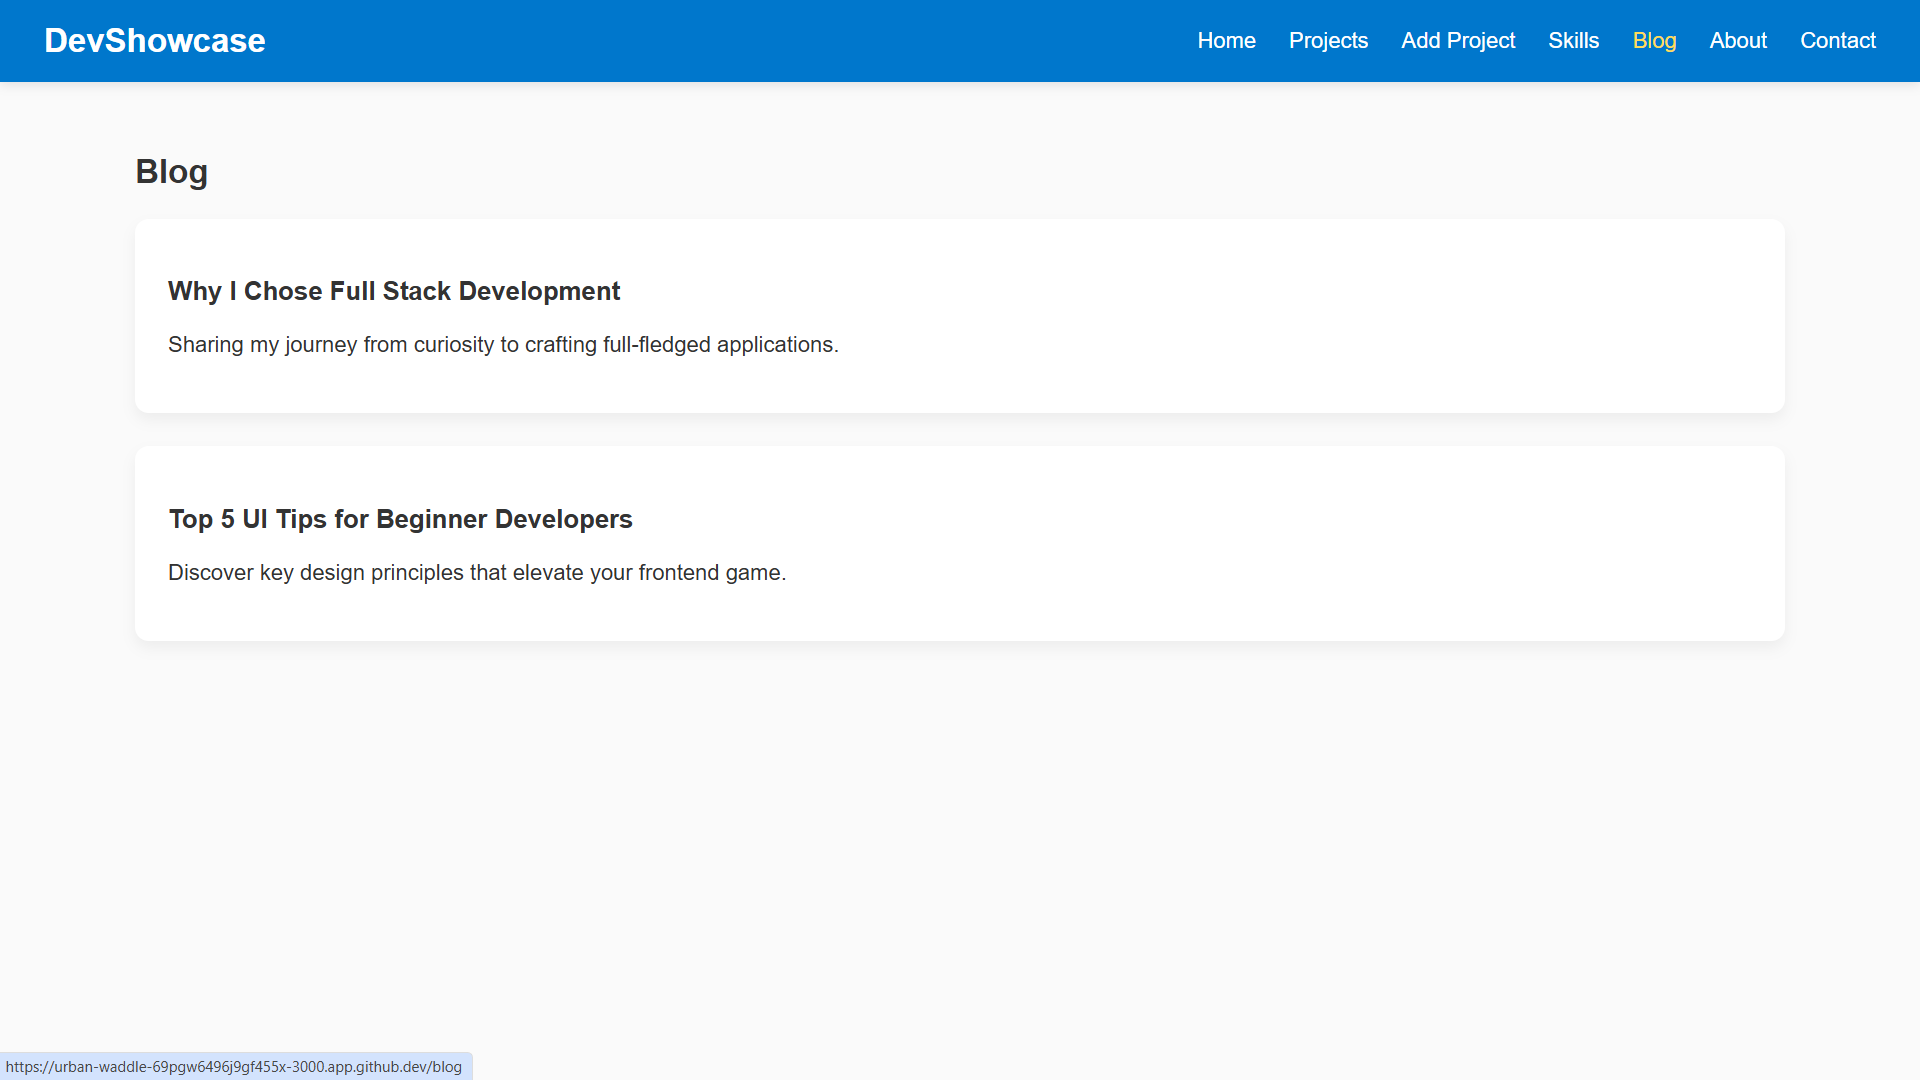 DevShowcase
Home Projects Add Project Skills Blog About Contact
Blog
Why I Chose Full Stack Development
Sharing my journey from curiosity to crafting full-fledged applications.
Top 5 UI Tips for Beginner Developers
Discover key design principles that elevate your frontend game.
https://urban-waddle-69pgw6496j9gf455x-3000.app.github.dev/blog